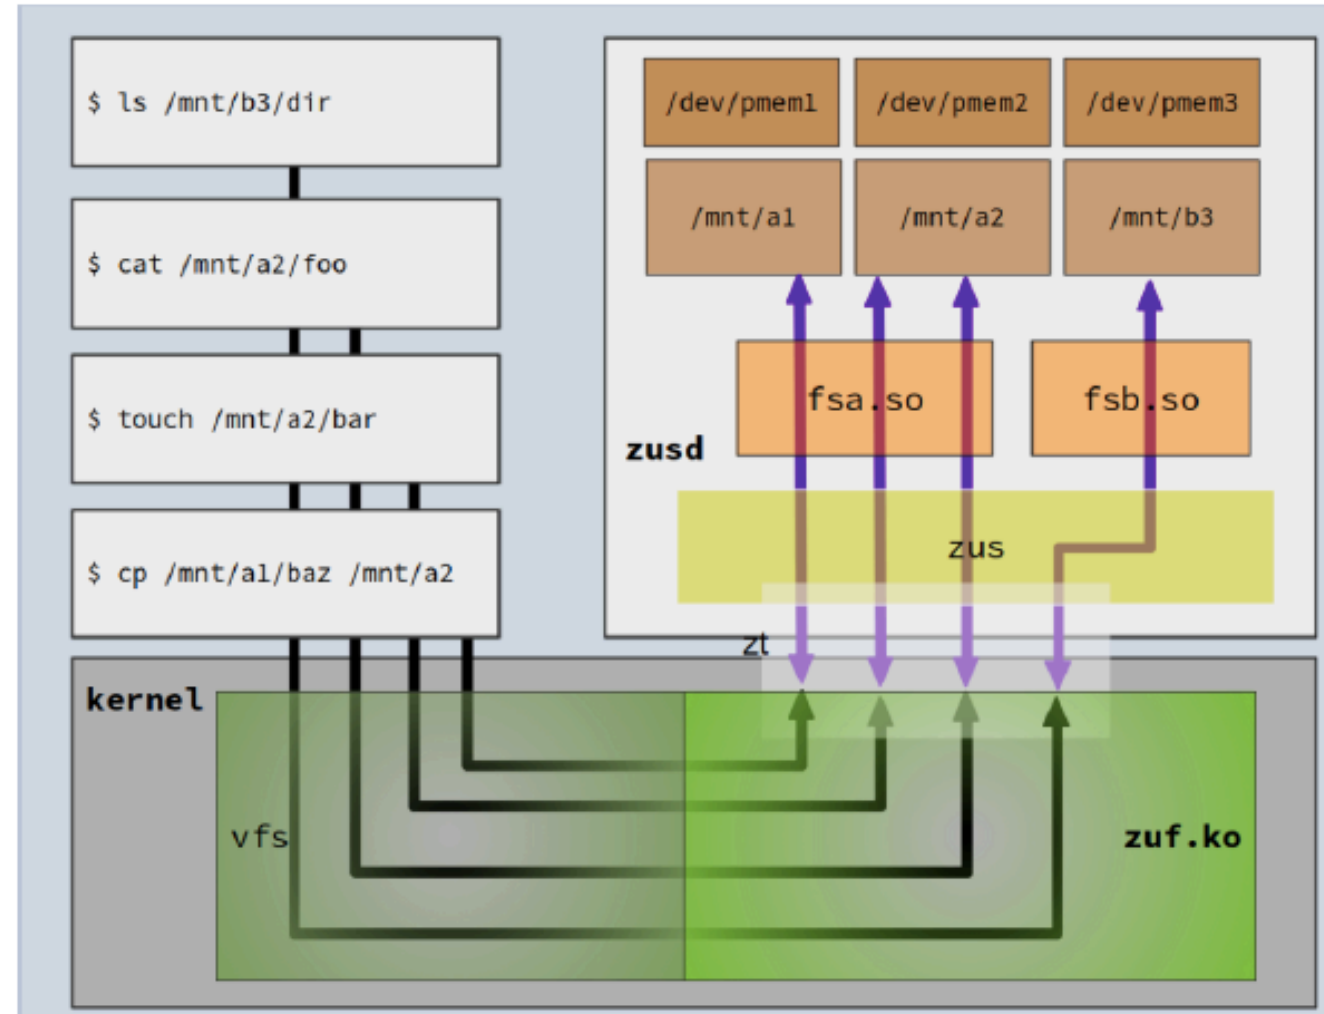 $ ls /mnt/b3/dir
$ cat /mnt/a2/foo
$ touch /mnt/a2/bar
$ cp /mnt/a1/baz /mnt/a2
/dev/pmem1
/dev/pmem2
/dev/pmem3
/mnt/a1
/mnt/a2
/mnt/b3
fsa.so
fsb.so
zusd
zus
zt
kernel
vfs
zuf.ko